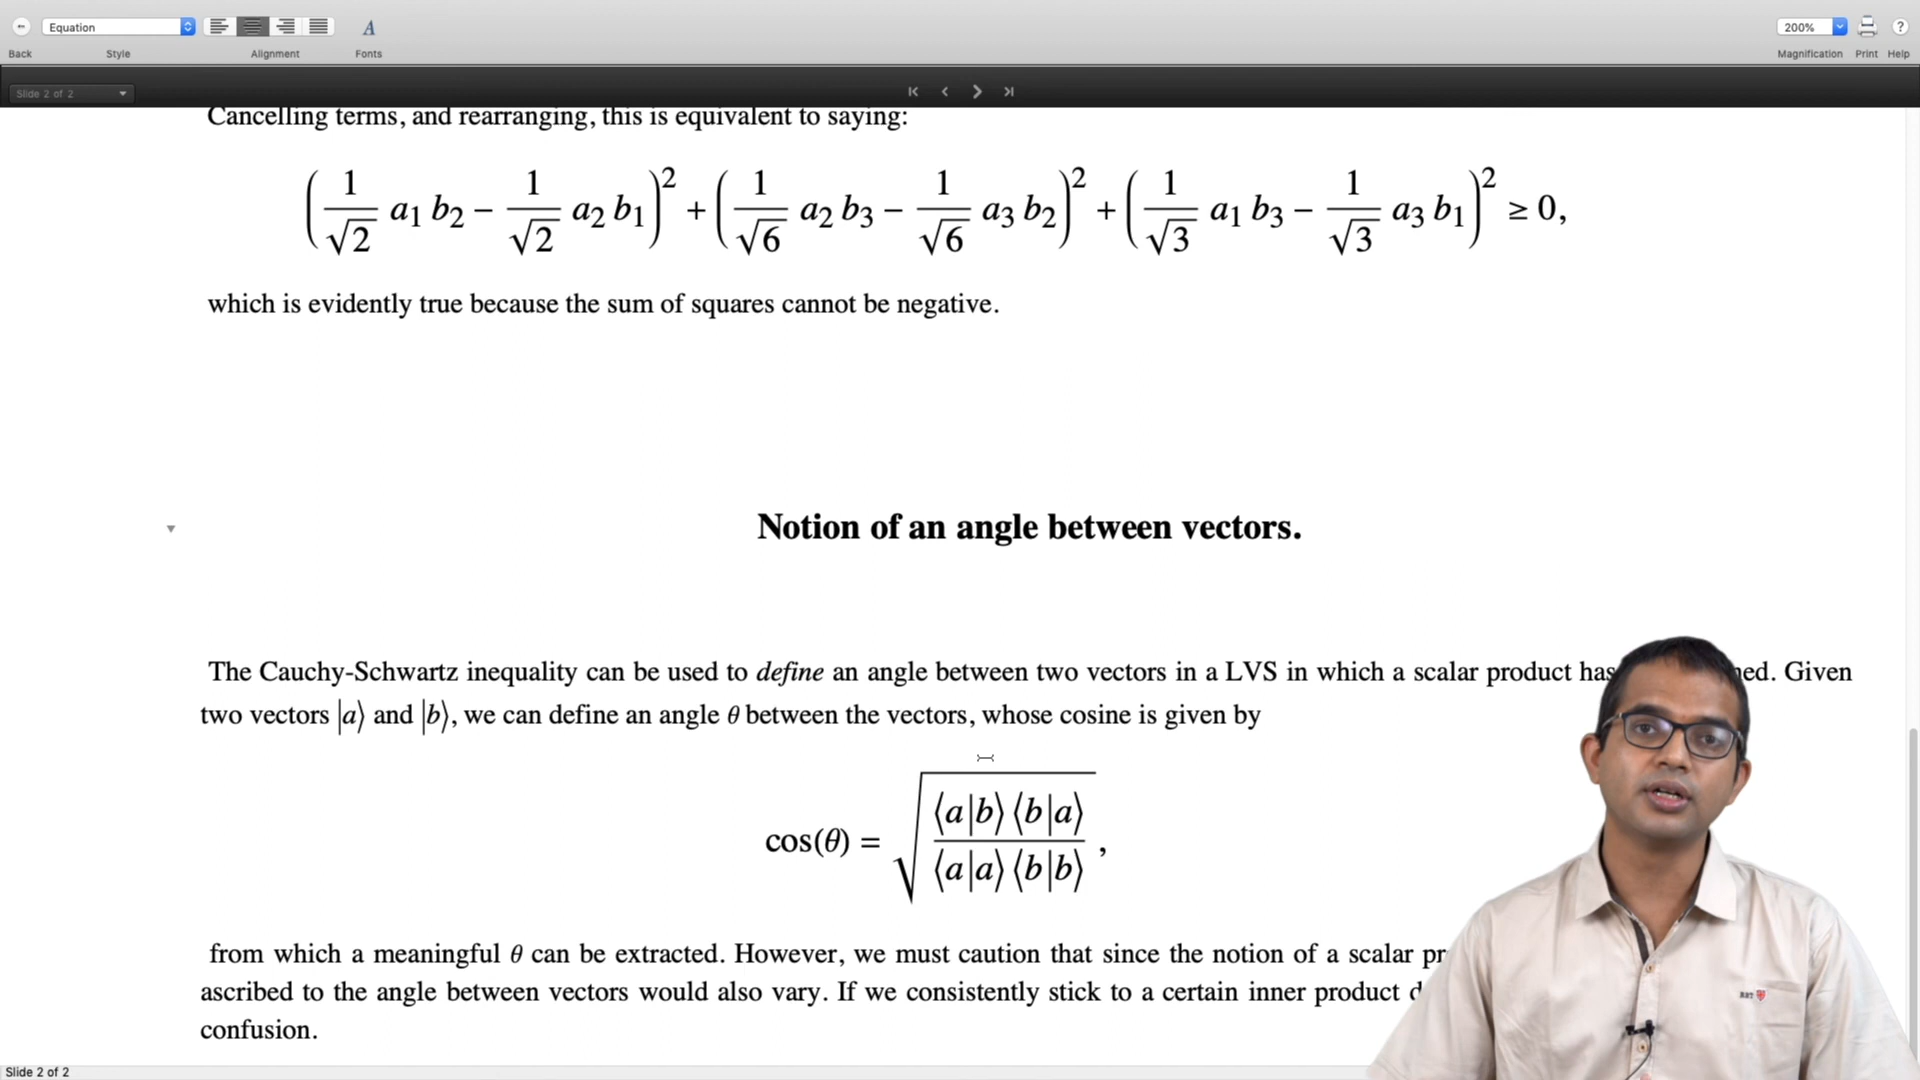 Equation
Back Style Alignment Fonts
A
200%
?
Magnification Print Help
Slide 2 of 2
Cancelling terms, and rearranging, this is equivalent to saying:
(1/√2 a₁ b₂ − 1/√2 a₂ b₁)² + (1/√6 a₂ b₃ − 1/√6 a₃ b₂)² + (1/√3 a₁ b₃ − 1/√3 a₃ b₁)² ≥ 0,
which is evidently true because the sum of squares cannot be negative.
Notion of an angle between vectors.
The Cauchy-Schwartz inequality can be used to define an angle between two vectors in a LVS in which a scalar product has ed. Given
two vectors |a⟩ and |b⟩, we can define an angle θ between the vectors, whose cosine is given by
cos(θ) = √(⟨a|b⟩ ⟨b|a⟩ / ⟨a|a⟩ ⟨b|b⟩) ,
from which a meaningful θ can be extracted. However, we must caution that since the notion of a scalar pr
ascribed to the angle between vectors would also vary. If we consistently stick to a certain inner product
confusion.
Slide 2 of 2